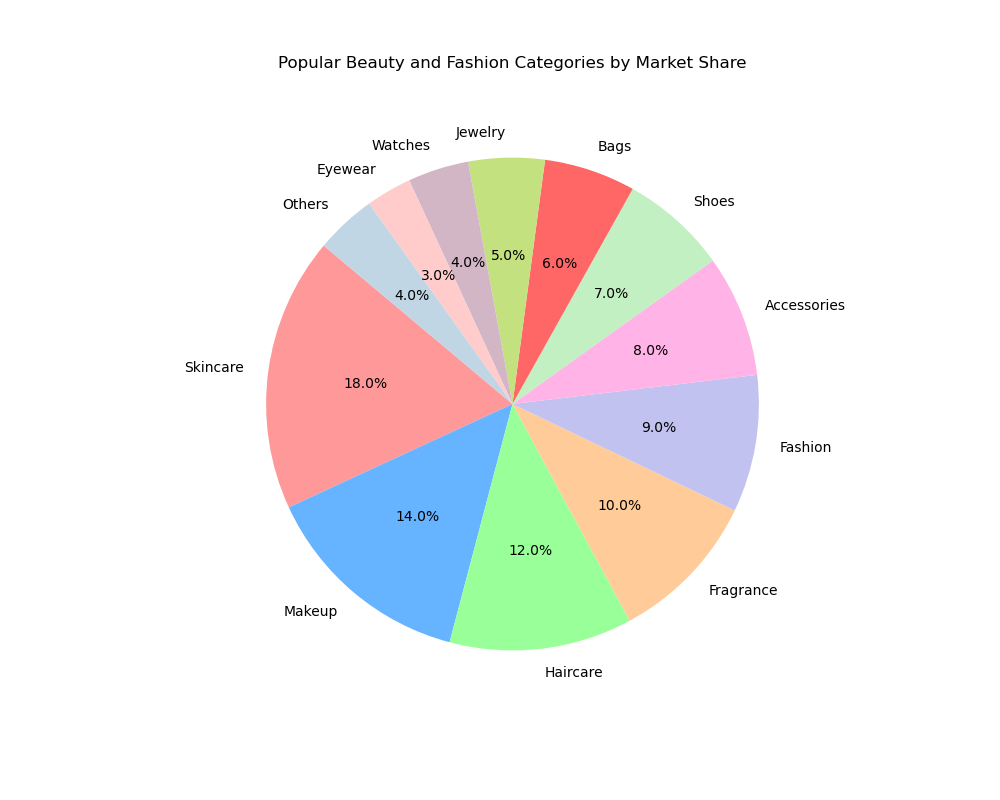 Popular Beauty and Fashion Categories by Market Share
Jewelry
Watches
Bags
Eyewear
Shoes
Others
5.0%
4.0%
6.0%
3.0%
7.0%
4.0%
Accessories
8.0%
Skincare
18.0%
9.0%
Fashion
14.0%
10.0%
12.0%
Makeup
Fragrance
Haircare